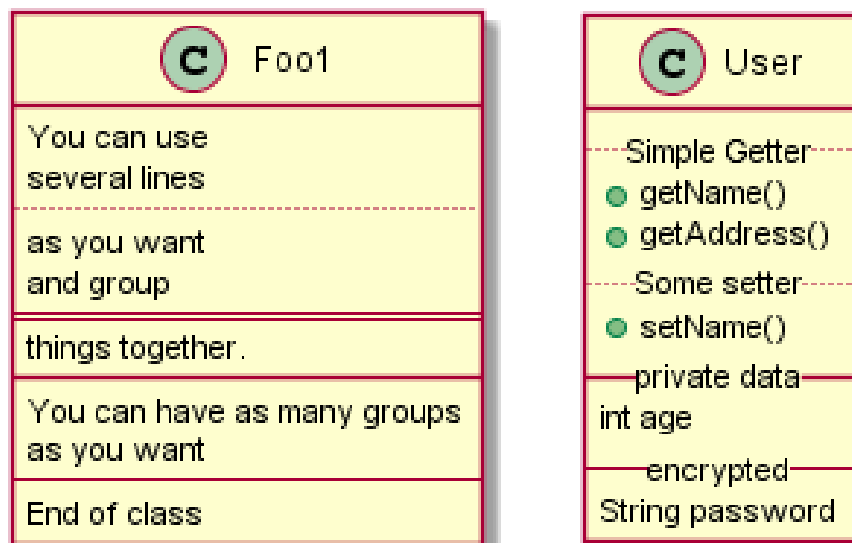 C Foo1
You can use
several lines
as you want
and group
things together.
You can have as many groups
as you want
End of class
C User
Simple Getter
getName()
getAddress()
Some setter
setName()
private data
int age
encrypted
String password